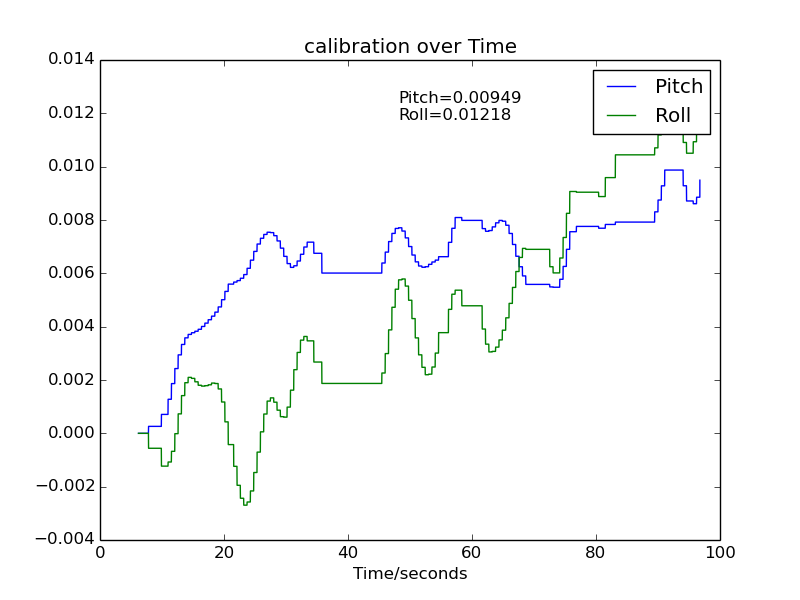 calibration over Time
Pitch=0.00949
Roll=0.01218
Pitch
Roll
0.014
0.012
0.010
0.008
0.006
0.004
0.002
0.000
−0.002
−0.004
0 20 40 60 80 100
Time/seconds